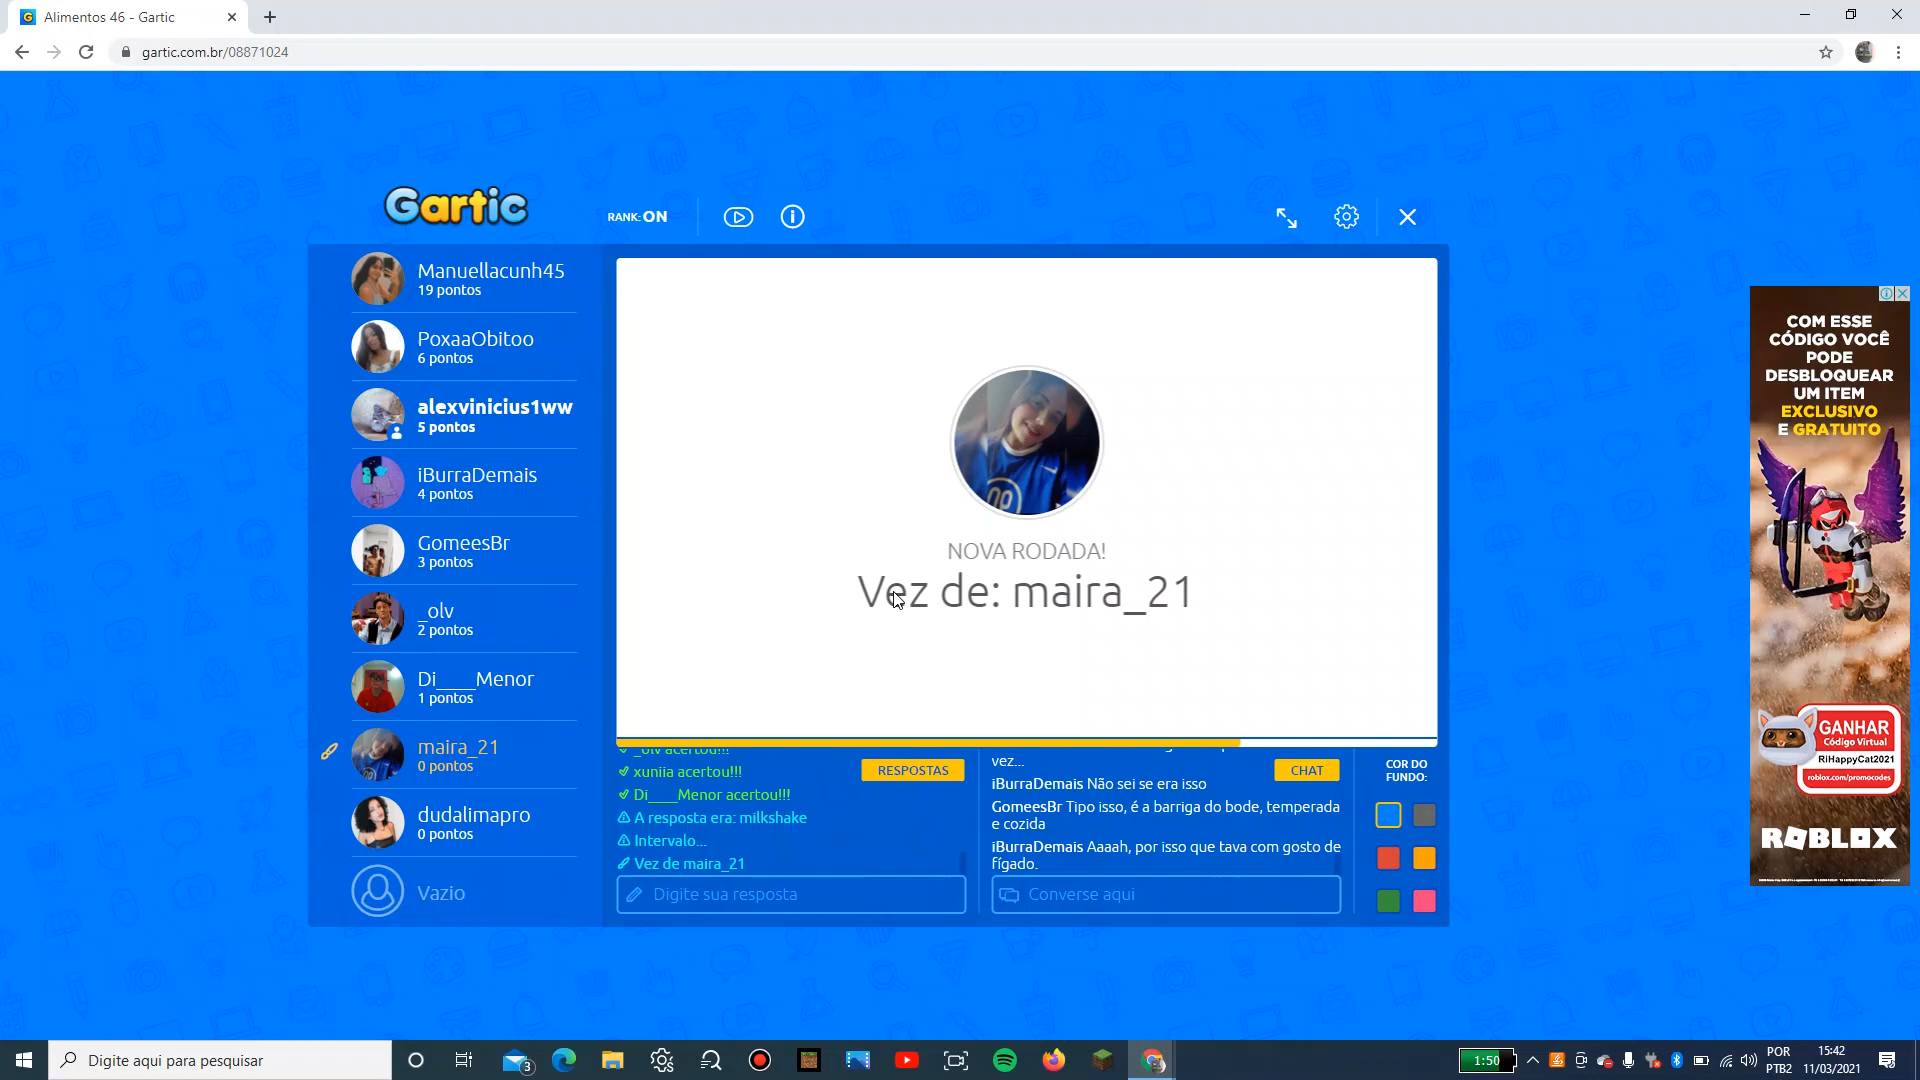 Alimentos 46 - Gartic
gartic.com.br/08871024
Gartic
RANK: ON
Manuellacunh45
19 pontos
PoxaaObitoo
6 pontos
alexvinicius1ww
5 pontos
iBurraDemais
4 pontos
GomeesBr
3 pontos
_olv
2 pontos
Di____Menor
1 pontos
maira_21
0 pontos
dudalimapro
0 pontos
Vazio
NOVA RODADA!
Vez de: maira_21
_olv acertou!!!
xuniia acertou!!!
Di____Menor acertou!!!
A resposta era: milkshake
Intervalo...
Vez de maira_21
RESPOSTAS
Digite sua resposta
vez...
iBurraDemais Não sei se era isso
GomeesBr Tipo isso, é a barriga do bode, temperada
e cozida
iBurraDemais Aaaah, por isso que tava com gosto de
fígado.
CHAT
Converse aqui
COR DO
FUNDO:
COM ESSE
CÓDIGO VOCÊ
PODE
DESBLOQUEAR
UM ITEM
EXCLUSIVO
E GRATUITO
GANHAR
Código Virtual
RiHappyCat2021
roblox.com/promocodes
ROBLOX
Digite aqui para pesquisar
3
1:50
POR
PTB2
15:42
11/03/2021